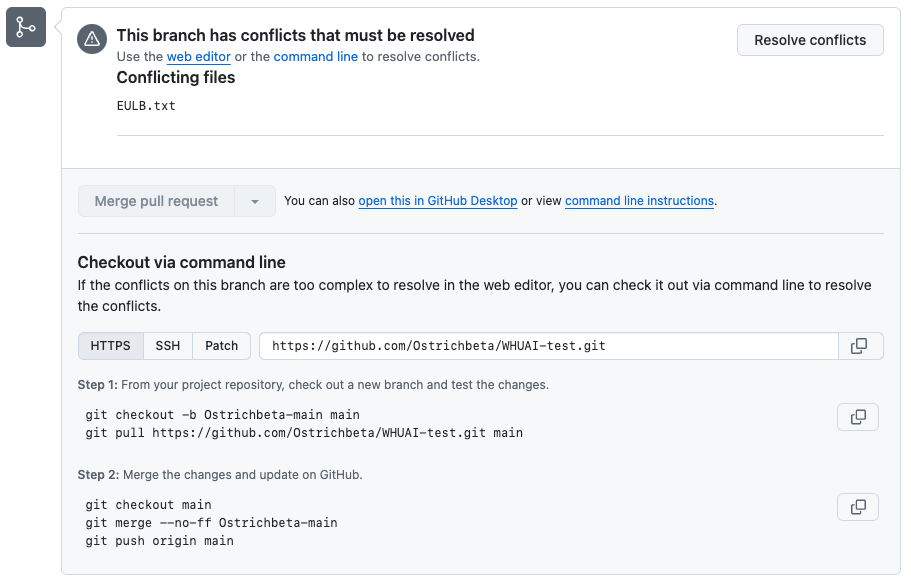 This branch has conflicts that must be resolved
Resolve conflicts
Use the web editor or the command line to resolve conflicts.
Conflicting files
EULB.txt
Merge pull request
You can also open this in GitHub Desktop or view command line instructions.
Checkout via command line
If the conflicts on this branch are too complex to resolve in the web editor, you can check it out via command line to resolve
the conflicts.
HTTPS SSH Patch https://github.com/Ostrichbeta/WHUAI-test.git
Step 1: From your project repository, check out a new branch and test the changes.
git checkout -b Ostrichbeta-main main
git pull https://github.com/Ostrichbeta/WHUAI-test.git main
Step 2: Merge the changes and update on GitHub.
git checkout main
git merge --no-ff Ostrichbeta-main
git push origin main